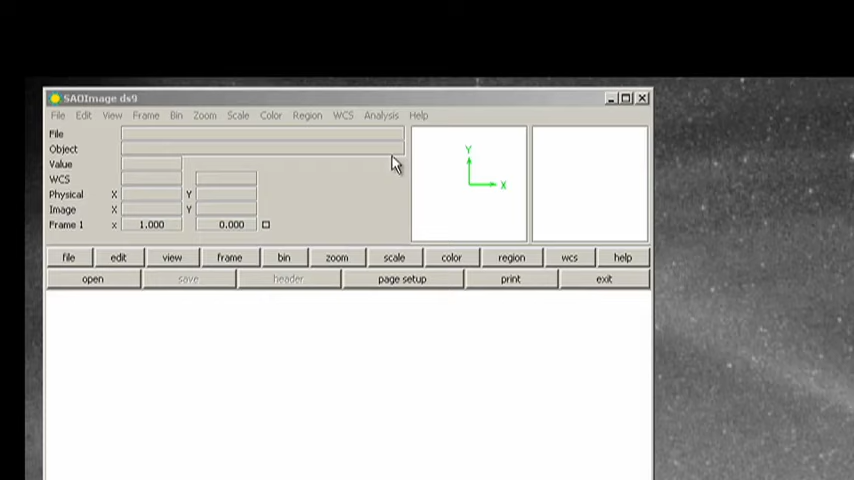 SAOImage ds9
File Edit View Frame Bin Zoom Scale Color Region WCS Analysis Help
File
Object
Value
WCS
Physical X Y
Image X Y
Frame 1 x 1.000 0.000
Y
X
file edit view frame bin zoom scale color region wcs help
open save header page setup print exit